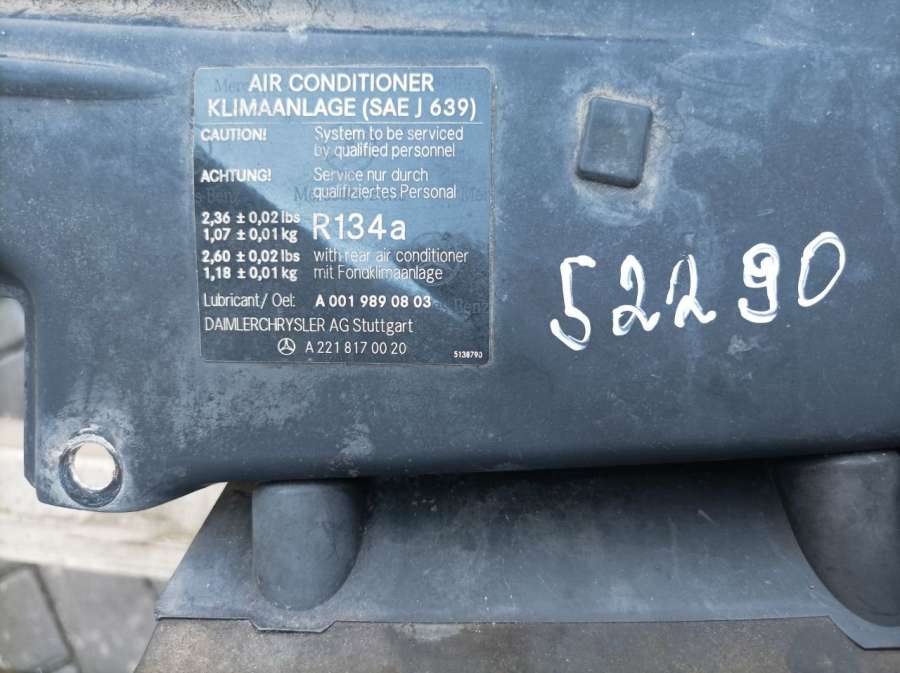 AIR CONDITIONER
KLIMAANLAGE (SAE J 639)
CAUTION! System to be serviced
by qualified personnel
ACHTUNG! Service nur durch
qualifiziertes Personal
2,36 ± 0,02 lbs
1,07 ± 0,01 kg
R134a
2,60 ± 0,02 lbs with rear air conditioner
1,18 ± 0,01 kg mit Fondklimaanlage
Lubricant/ Oel: A 001 989 08 03
DAIMLERCHRYSLER AG Stuttgart
A 221 817 00 20
5138790
52290